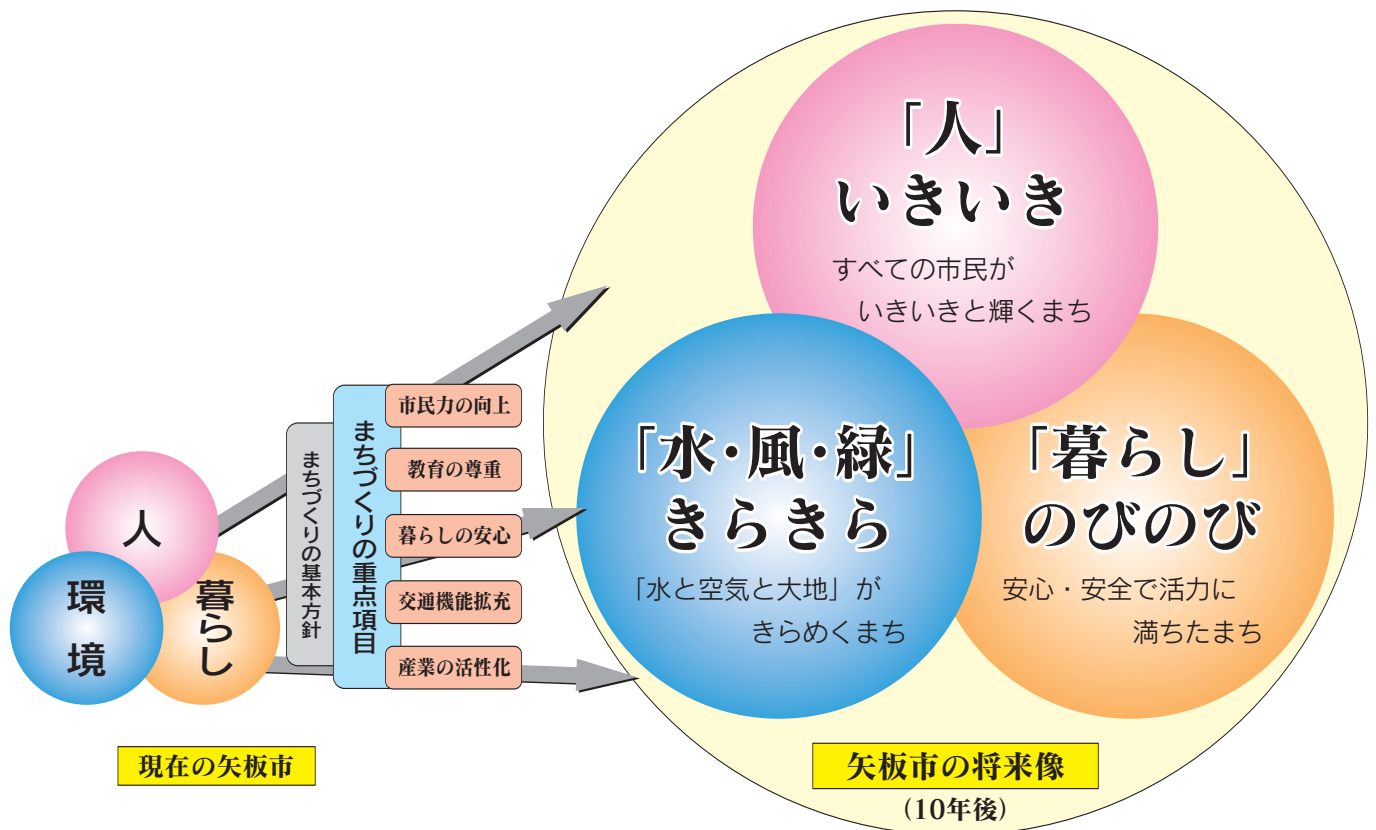 人
環境
暮らし
現在の矢板市
まちづくりの基本方針
まちづくりの重点項目
市民力の向上
教育の尊重
暮らしの安心
交通機能拡充
産業の活性化
「人」
いきいき
すべての市民が
いきいきと輝くまち
「水・風・緑」
きらきら
「水と空気と大地」が
きらめくまち
「暮らし」
のびのび
安心・安全で活力に
満ちたまち
矢板市の将来像
(10年後)